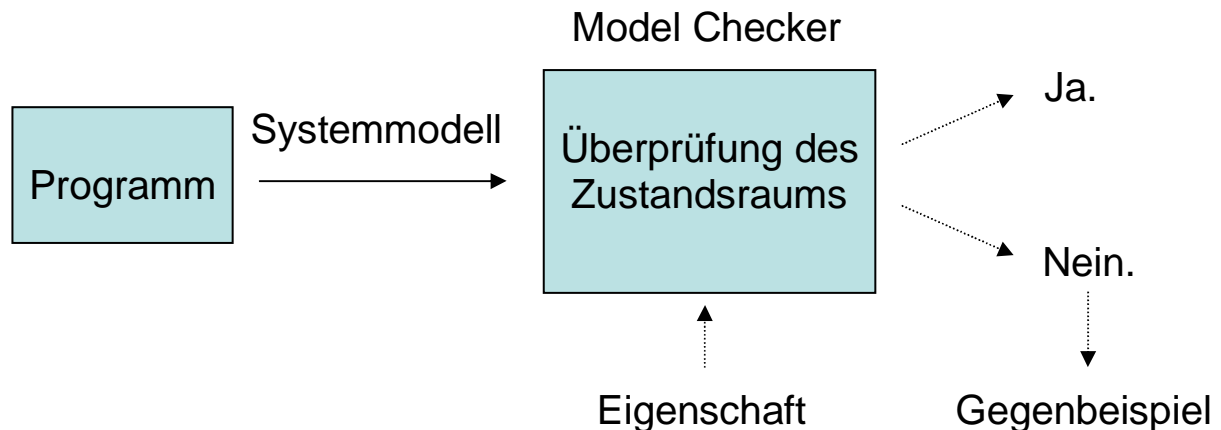 Model Checker
Programm
Systemmodell
Überprüfung des
Zustandsraums
Ja.
Nein.
Eigenschaft
Gegenbeispiel